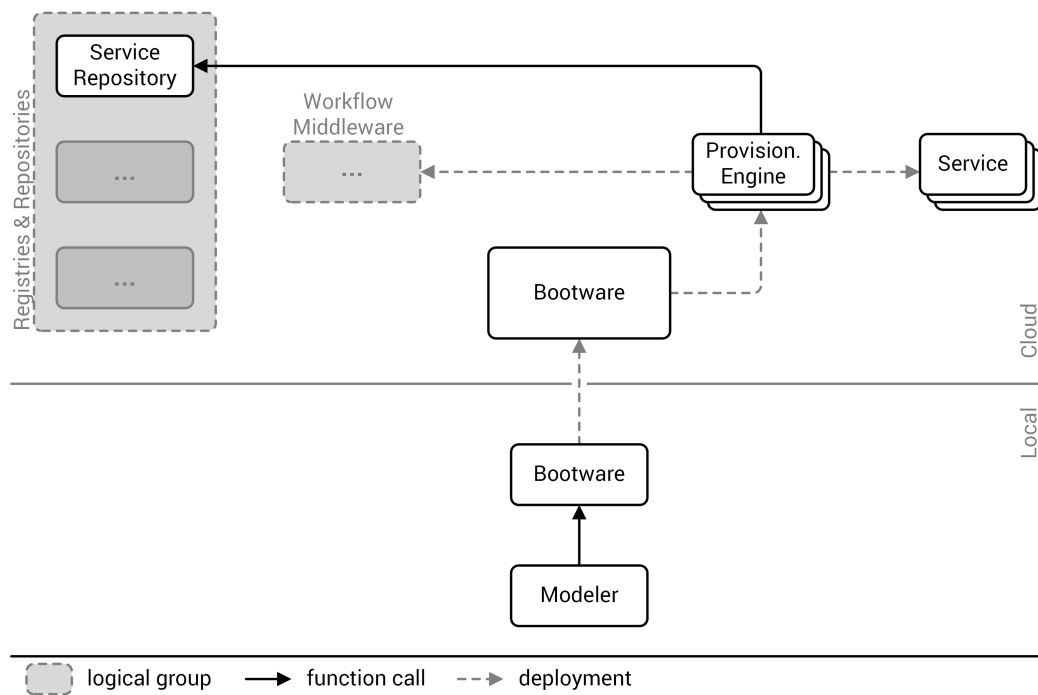 Service
Repository
Registries & Repositories
...
...
Workflow
Middleware
...
Provision.
Engine
Service
Bootware
Cloud
Local
Bootware
Modeler
logical group
function call
deployment